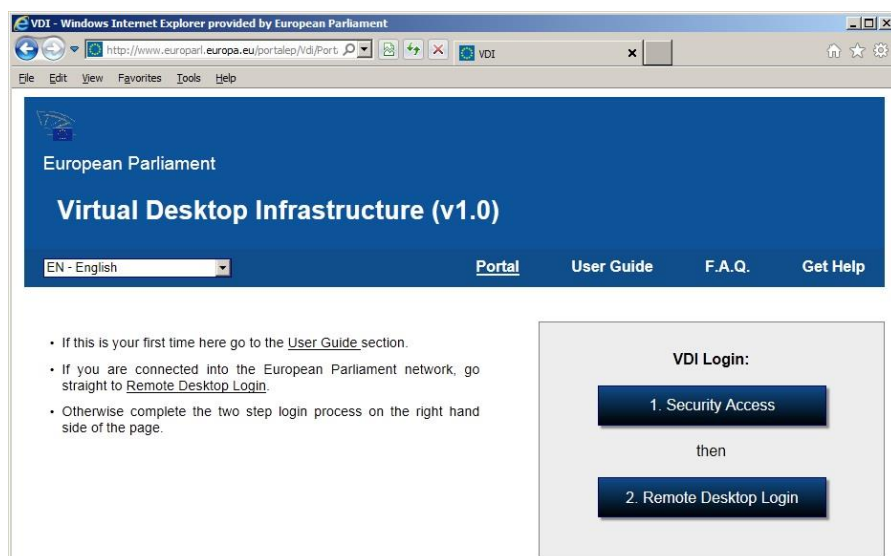 VDI - Windows Internet Explorer provided by European Parliament
http://www.europarl.europa.eu/portalep/Vdi/Port
VDI
File Edit View Favorites Tools Help
European Parliament
Virtual Desktop Infrastructure (v1.0)
EN - English
Portal User Guide F.A.Q. Get Help
• If this is your first time here go to the User Guide section.
• If you are connected into the European Parliament network, go
straight to Remote Desktop Login.
• Otherwise complete the two step login process on the right hand
side of the page.
VDI Login:
1. Security Access
then
2. Remote Desktop Login